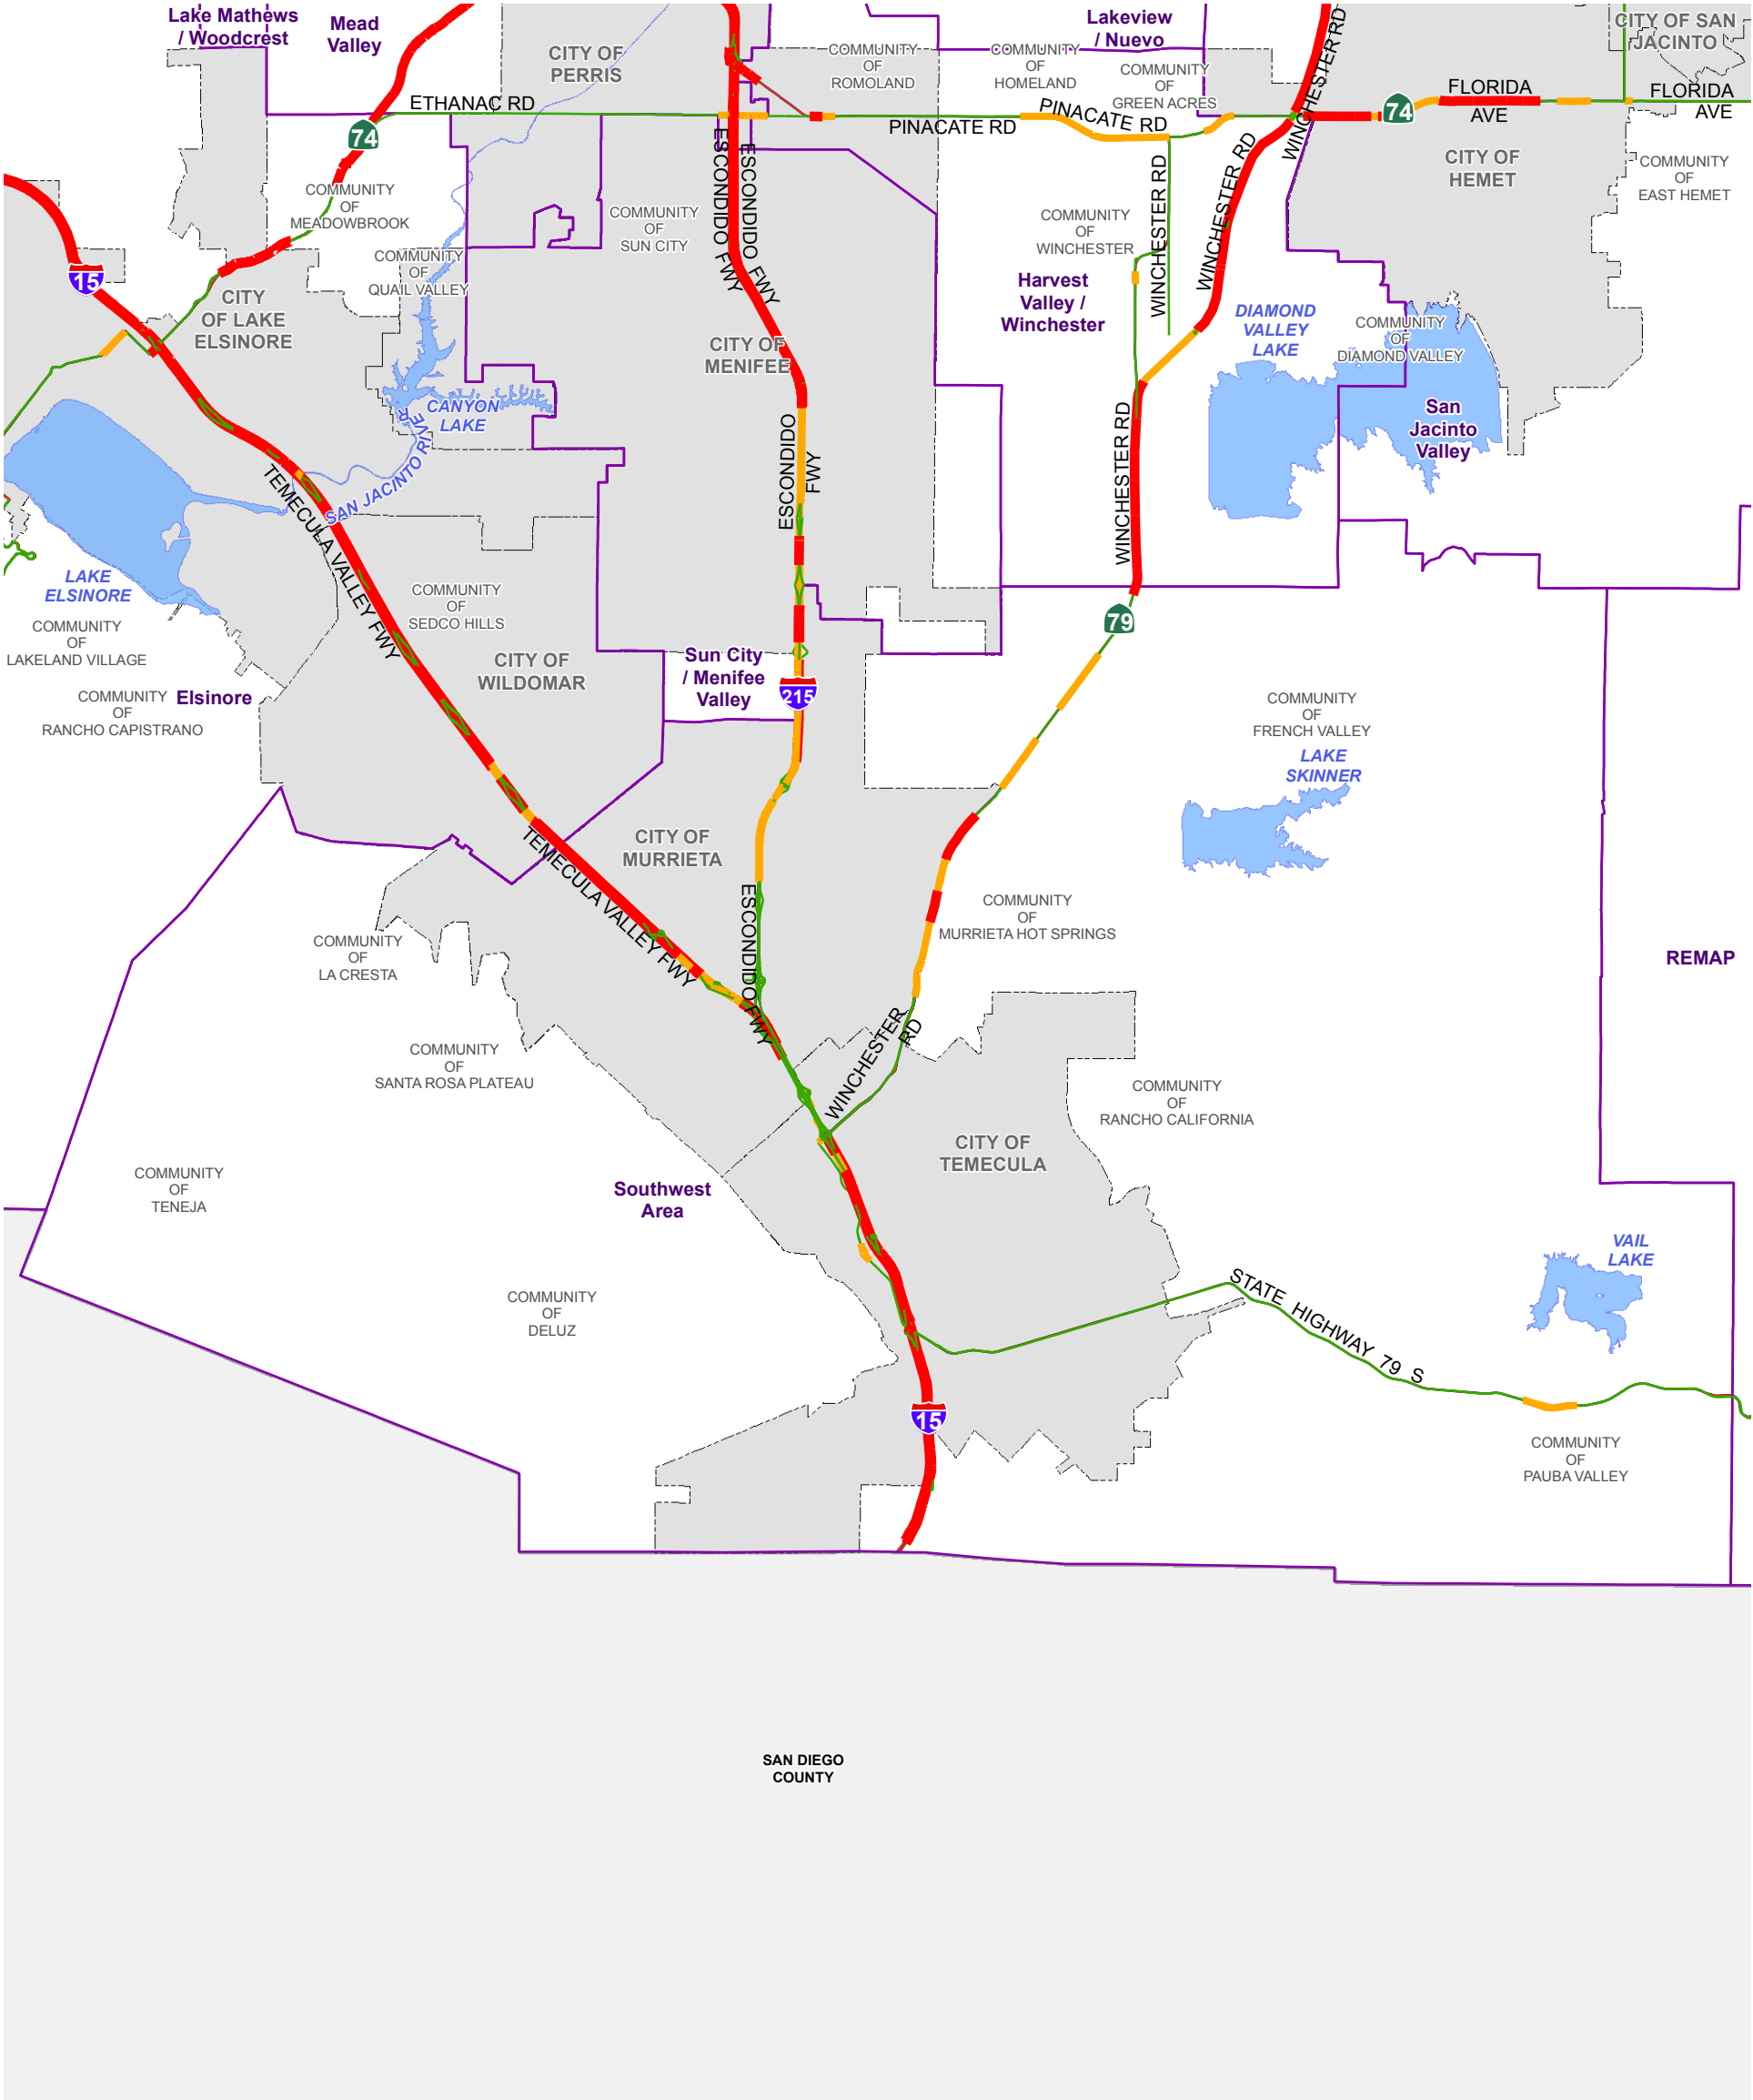 Lake Mathews
/ Woodcrest
Mead
Valley
CITY OF
PERRIS
COMMUNITY
OF
ROMOLAND
COMMUNITY
OF
HOMELAND
Lakeview
/ Nuevo
COMMUNITY
OF
GREEN ACRES
WINCHESTER RD
CITY OF SAN
JACINTO
ETHANAC RD
74
PINACATE RD
PINACATE RD
74
FLORIDA
AVE
FLORIDA
AVE
CITY OF
HEMET
COMMUNITY
OF
EAST HEMET
COMMUNITY
OF
MEADOWBROOK
COMMUNITY
OF
SUN CITY
ESCONDIDO FWY
ESCONDIDO FWY
COMMUNITY
OF
WINCHESTER
WINCHESTER RD
WINCHESTER RD
COMMUNITY
OF
QUAIL VALLEY
15
CITY
OF LAKE
ELSINORE
Harvest
Valley /
Winchester
DIAMOND
VALLEY
LAKE
COMMUNITY
OF
DIAMOND VALLEY
CITY OF
MENIFEE
CANYON
LAKE
SAN JACINTO RIVER
San
Jacinto
Valley
ESCONDIDO
FWY
WINCHESTER RD
TEMECULA VALLEY FWY
LAKE
ELSINORE
COMMUNITY
OF
SEDCO HILLS
COMMUNITY
OF
LAKELAND VILLAGE
79
CITY OF
WILDOMAR
Sun City
/ Menifee
Valley
215
COMMUNITY
OF
RANCHO CAPISTRANO
Elsinore
COMMUNITY
OF
FRENCH VALLEY
LAKE
SKINNER
CITY OF
MURRIETA
TEMECULA VALLEY FWY
ESCONDIDO FWY
COMMUNITY
OF
MURRIETA HOT SPRINGS
COMMUNITY
OF
LA CRESTA
REMAP
WINCHESTER
RD
COMMUNITY
OF
SANTA ROSA PLATEAU
COMMUNITY
OF
RANCHO CALIFORNIA
CITY OF
TEMECULA
COMMUNITY
OF
TENEJA
Southwest
Area
VAIL
LAKE
COMMUNITY
OF
DELUZ
STATE HIGHWAY 79 S
15
COMMUNITY
OF
PAUBA VALLEY
SAN DIEGO
COUNTY